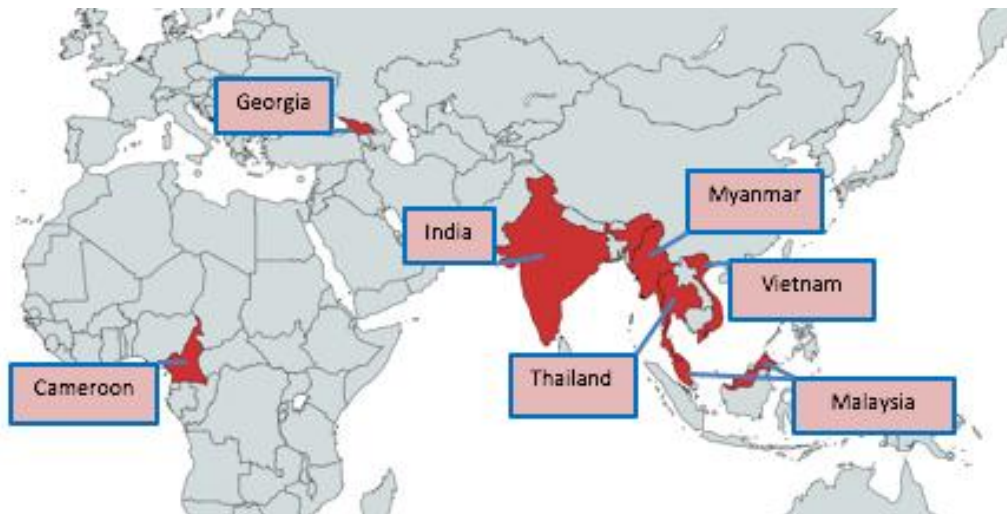 Georgia
Myanmar
India
Vietnam
Thailand
Cameroon
Malaysia